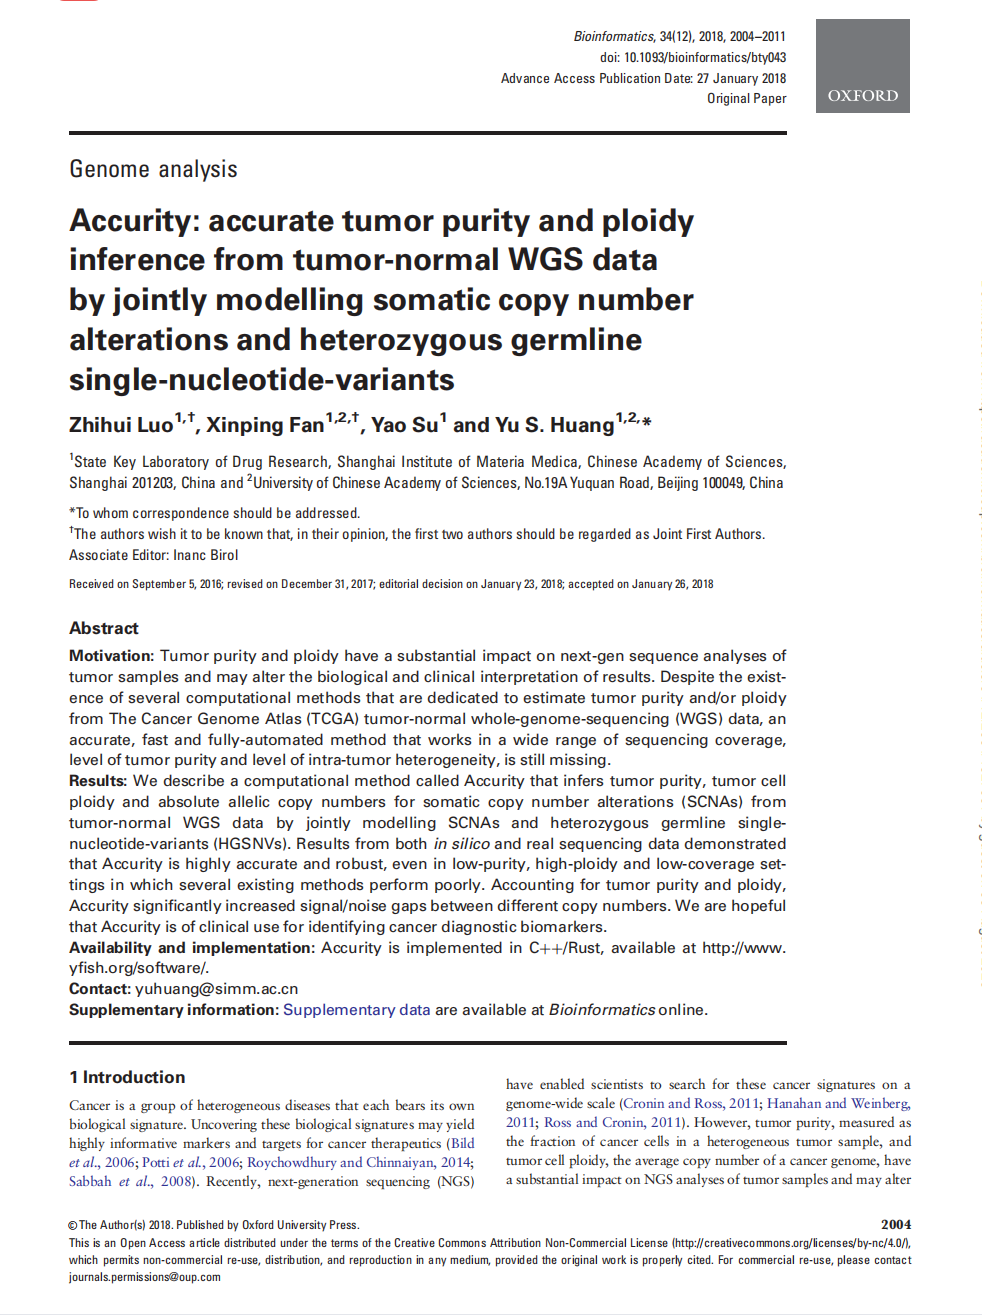 Bioinformatics, 34(12), 2018, 2004–2011
doi: 10.1093/bioinformatics/bty043
Advance Access Publication Date: 27 January 2018
Original Paper
OXFORD
Genome analysis
Accurity: accurate tumor purity and ploidy
inference from tumor-normal WGS data
by jointly modelling somatic copy number
alterations and heterozygous germline
single-nucleotide-variants
Zhihui Luo1,†, Xinping Fan1,2,†, Yao Su1 and Yu S. Huang1,2,*
1State Key Laboratory of Drug Research, Shanghai Institute of Materia Medica, Chinese Academy of Sciences,
Shanghai 201203, China and 2University of Chinese Academy of Sciences, No.19A Yuquan Road, Beijing 100049, China
*To whom correspondence should be addressed.
†The authors wish it to be known that, in their opinion, the first two authors should be regarded as Joint First Authors.
Associate Editor: Inanc Birol
Received on September 5, 2016; revised on December 31, 2017; editorial decision on January 23, 2018; accepted on January 26, 2018
Abstract
Motivation: Tumor purity and ploidy have a substantial impact on next-gen sequence analyses of
tumor samples and may alter the biological and clinical interpretation of results. Despite the exist-
ence of several computational methods that are dedicated to estimate tumor purity and/or ploidy
from The Cancer Genome Atlas (TCGA) tumor-normal whole-genome-sequencing (WGS) data, an
accurate, fast and fully-automated method that works in a wide range of sequencing coverage,
level of tumor purity and level of intra-tumor heterogeneity, is still missing.
Results: We describe a computational method called Accurity that infers tumor purity, tumor cell
ploidy and absolute allelic copy numbers for somatic copy number alterations (SCNAs) from
tumor-normal WGS data by jointly modelling SCNAs and heterozygous germline single-
nucleotide-variants (HGSNVs). Results from both in silico and real sequencing data demonstrated
that Accurity is highly accurate and robust, even in low-purity, high-ploidy and low-coverage set-
tings in which several existing methods perform poorly. Accounting for tumor purity and ploidy,
Accurity significantly increased signal/noise gaps between different copy numbers. We are hopeful
that Accurity is of clinical use for identifying cancer diagnostic biomarkers.
Availability and implementation: Accurity is implemented in C++/Rust, available at http://www.
yfish.org/software/.
Contact: yuhuang@simm.ac.cn
Supplementary information: Supplementary data are available at Bioinformatics online.
1 Introduction
Cancer is a group of heterogeneous diseases that each bears its own
biological signature. Uncovering these biological signatures may yield
highly informative markers and targets for cancer therapeutics (Bild
et al., 2006; Potti et al., 2006; Roychowdhury and Chinnaiyan, 2014;
Sabbah et al., 2008). Recently, next-generation sequencing (NGS)
have enabled scientists to search for these cancer signatures on a
genome-wide scale (Cronin and Ross, 2011; Hanahan and Weinberg,
2011; Ross and Cronin, 2011). However, tumor purity, measured as
the fraction of cancer cells in a heterogeneous tumor sample, and
tumor cell ploidy, the average copy number of a cancer genome, have
a substantial impact on NGS analyses of tumor samples and may alter
© The Author(s) 2018. Published by Oxford University Press.
2004
This is an Open Access article distributed under the terms of the Creative Commons Attribution Non-Commercial License (http://creativecommons.org/licenses/by-nc/4.0/),
which permits non-commercial re-use, distribution, and reproduction in any medium, provided the original work is properly cited. For commercial re-use, please contact
journals.permissions@oup.com